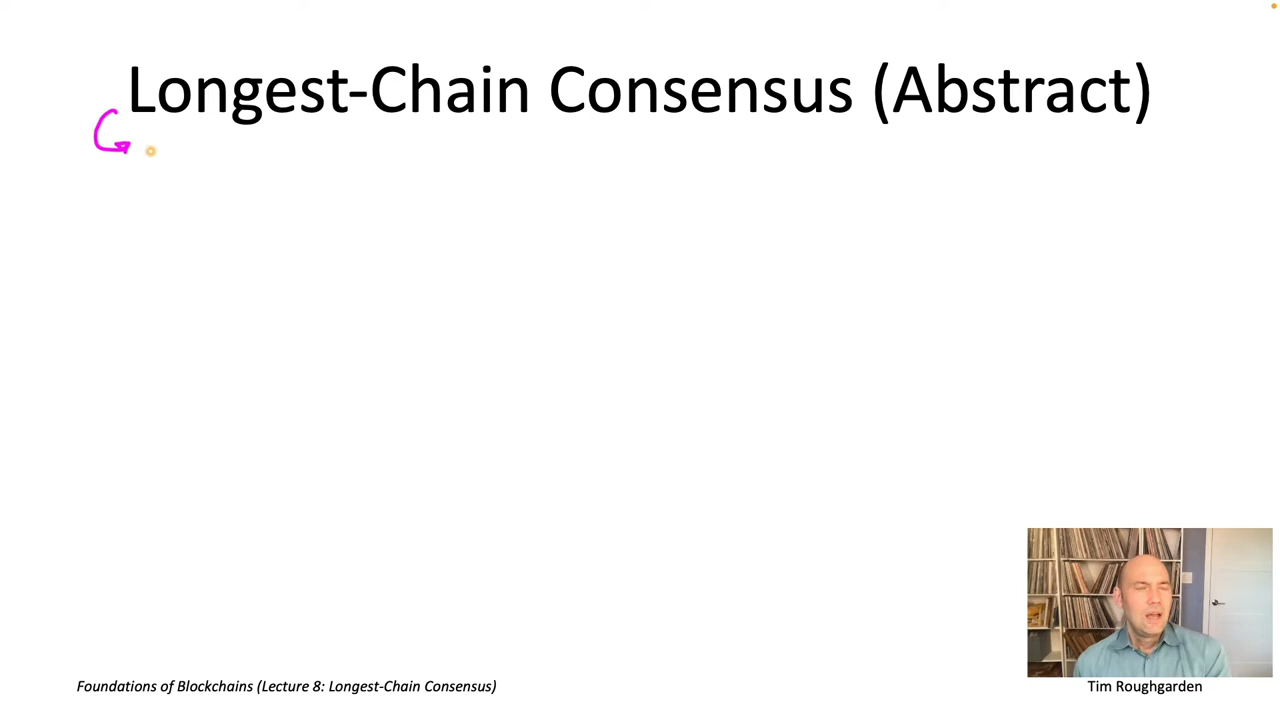 Longest-Chain Consensus (Abstract)
Foundations of Blockchains (Lecture 8: Longest-Chain Consensus)
Tim Roughgarden